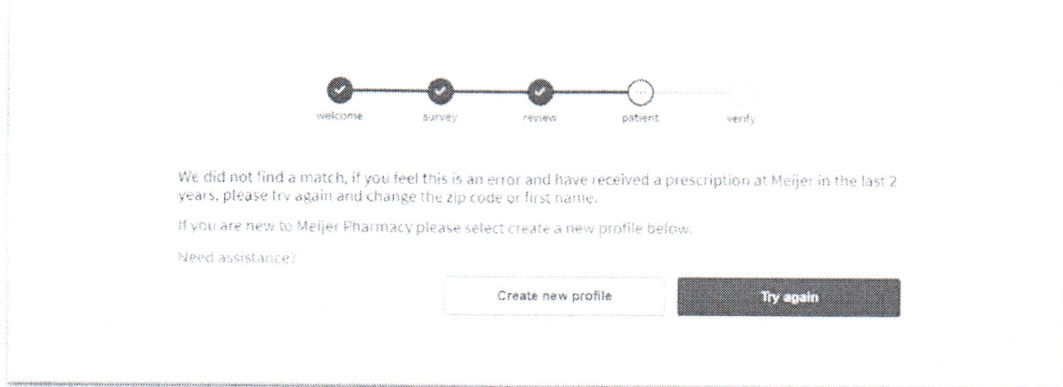 welcome survey review patient verify
We did not find a match, if you feel this is an error and have received a prescription at Meijer in the last 2
years, please try again and change the zip code or first name.
If you are new to Meijer Pharmacy please select create a new profile below.
Need assistance?
Create new profile Try again